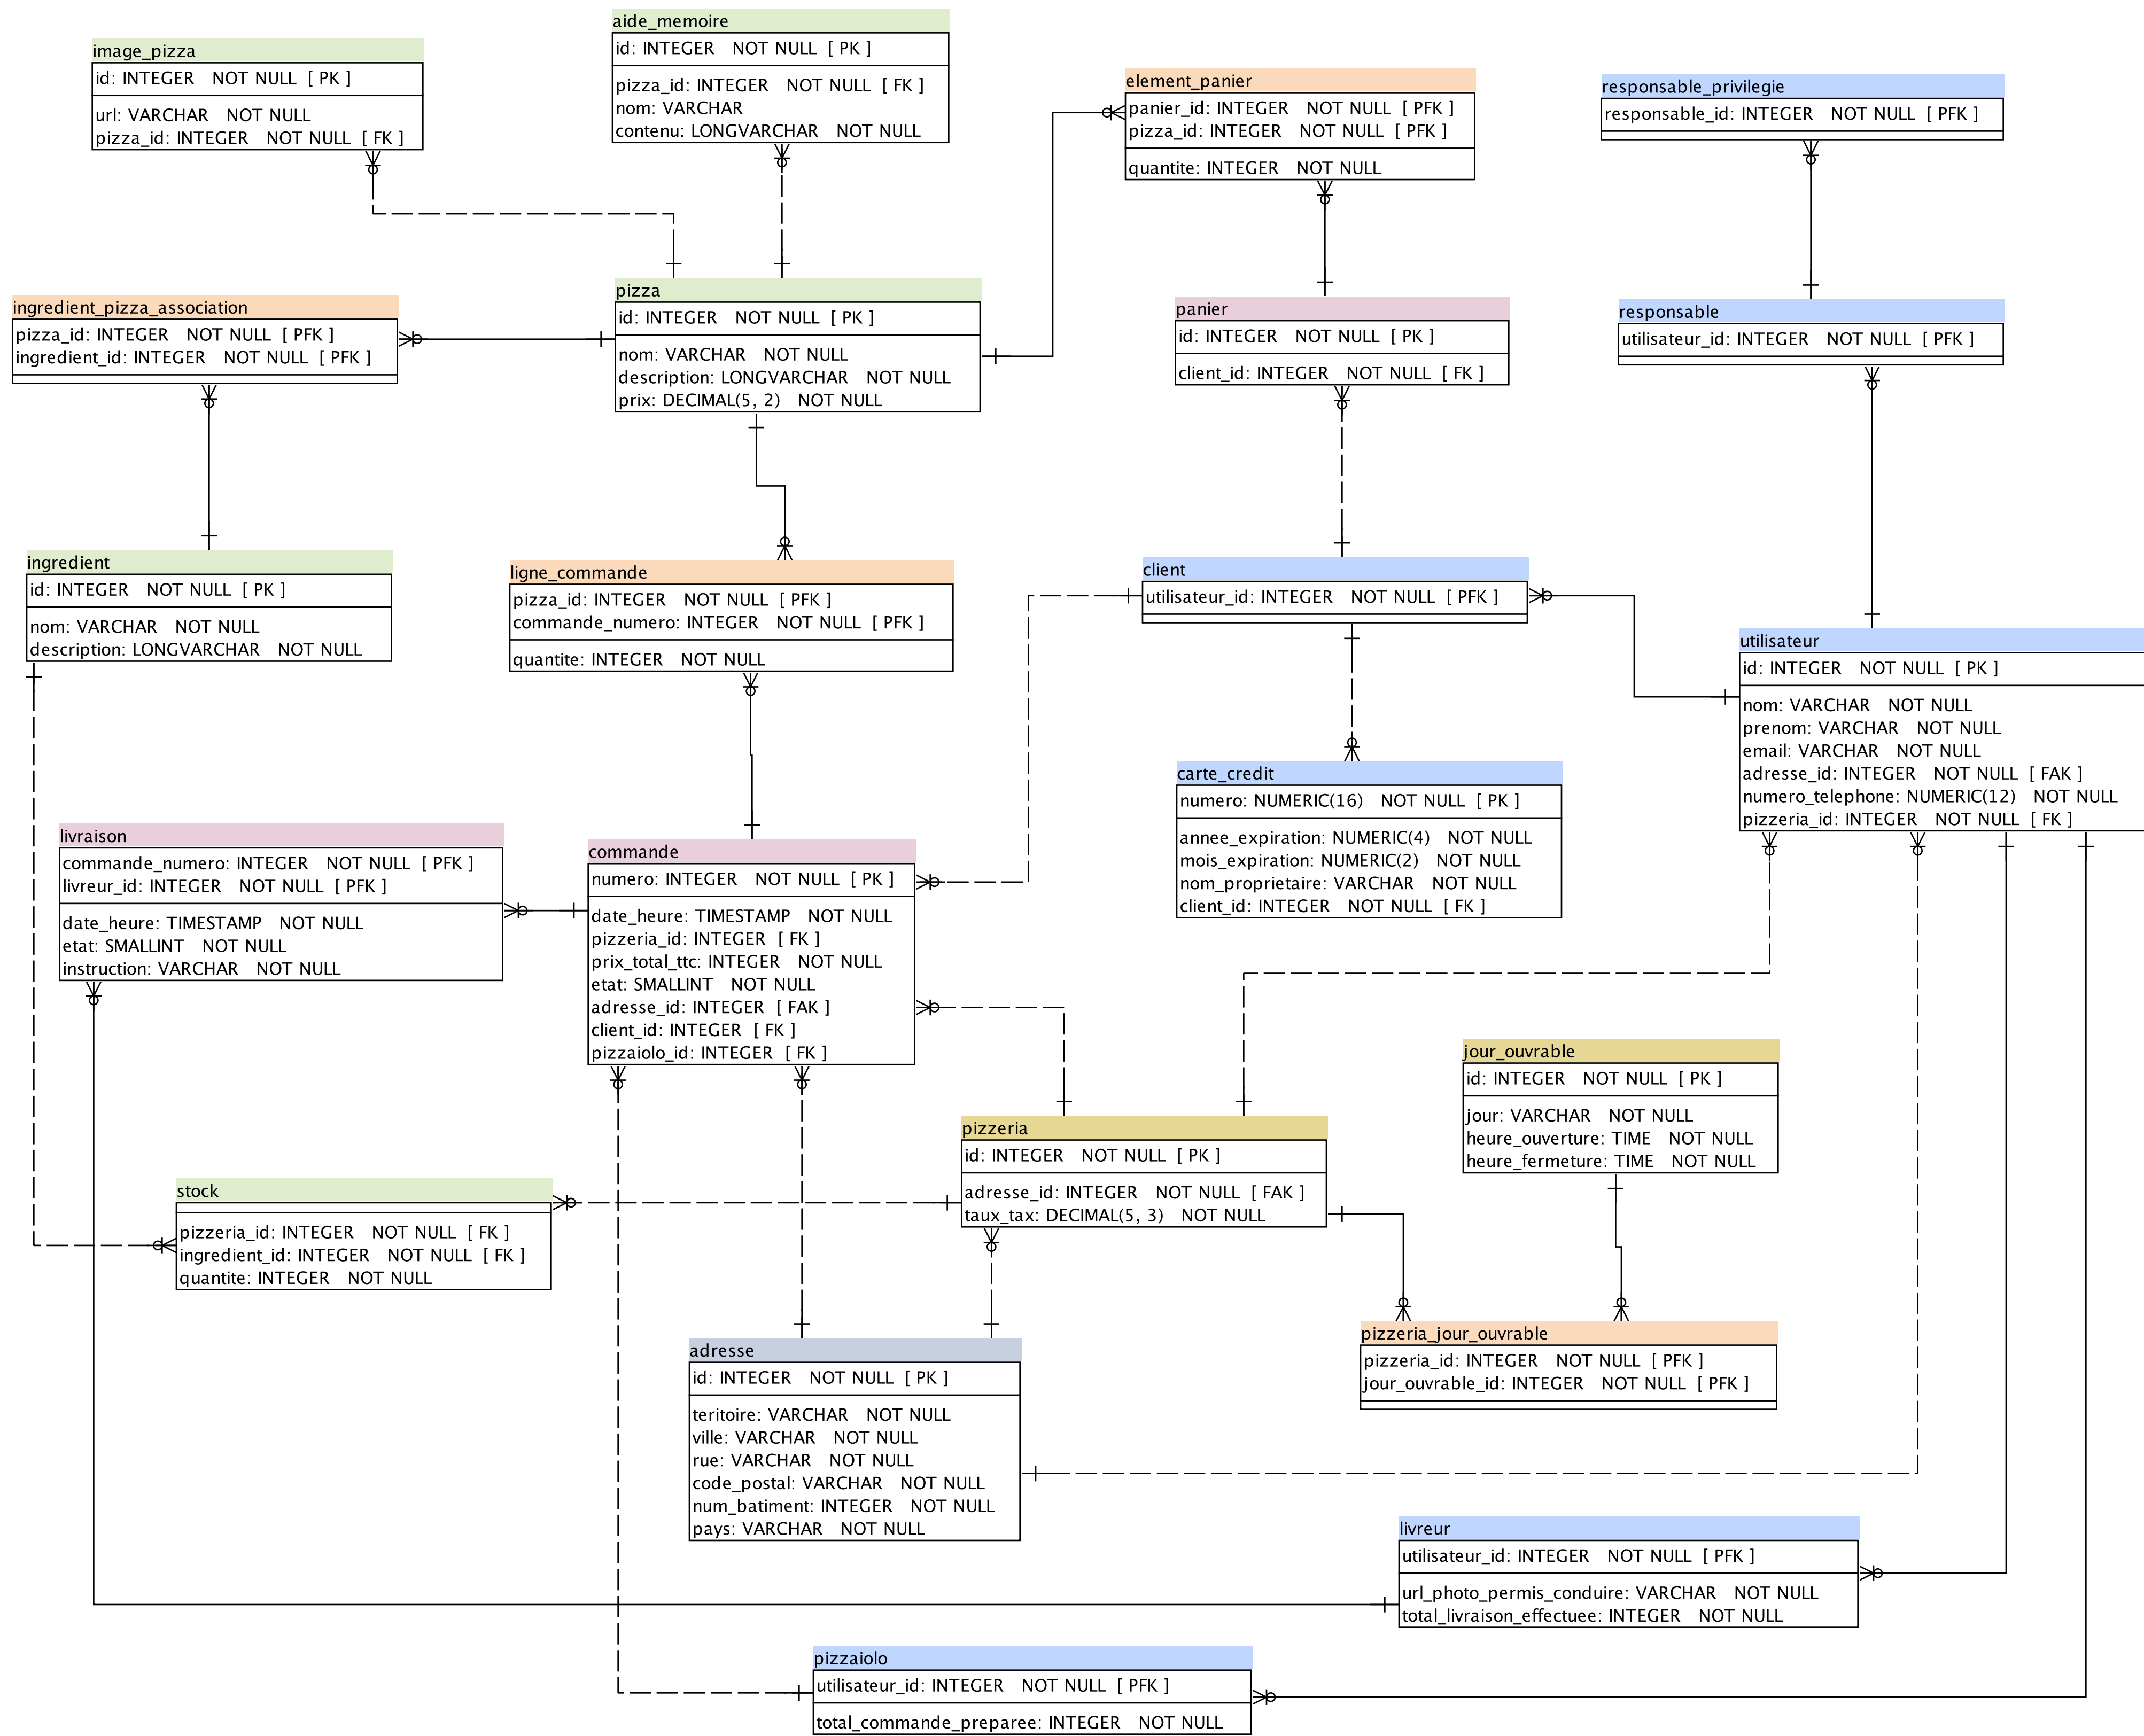 image_pizza
id: INTEGER NOT NULL [ PK ]
url: VARCHAR NOT NULL
pizza_id: INTEGER NOT NULL [ FK ]
aide_memoire
id: INTEGER NOT NULL [ PK ]
pizza_id: INTEGER NOT NULL [ FK ]
nom: VARCHAR
contenu: LONGVARCHAR NOT NULL
element_panier
panier_id: INTEGER NOT NULL [ PFK ]
pizza_id: INTEGER NOT NULL [ PFK ]
quantite: INTEGER NOT NULL
responsable_privilegie
responsable_id: INTEGER NOT NULL [ PFK ]
ingredient_pizza_association
pizza_id: INTEGER NOT NULL [ PFK ]
ingredient_id: INTEGER NOT NULL [ PFK ]
pizza
id: INTEGER NOT NULL [ PK ]
nom: VARCHAR NOT NULL
description: LONGVARCHAR NOT NULL
prix: DECIMAL(5, 2) NOT NULL
panier
id: INTEGER NOT NULL [ PK ]
client_id: INTEGER NOT NULL [ FK ]
responsable
utilisateur_id: INTEGER NOT NULL [ PFK ]
ingredient
id: INTEGER NOT NULL [ PK ]
nom: VARCHAR NOT NULL
description: LONGVARCHAR NOT NULL
ligne_commande
pizza_id: INTEGER NOT NULL [ PFK ]
commande_numero: INTEGER NOT NULL [ PFK ]
quantite: INTEGER NOT NULL
client
utilisateur_id: INTEGER NOT NULL [ PFK ]
utilisateur
id: INTEGER NOT NULL [ PK ]
nom: VARCHAR NOT NULL
prenom: VARCHAR NOT NULL
email: VARCHAR NOT NULL
adresse_id: INTEGER NOT NULL [ FAK ]
numero_telephone: NUMERIC(12) NOT NULL
pizzeria_id: INTEGER NOT NULL [ FK ]
carte_credit
numero: NUMERIC(16) NOT NULL [ PK ]
annee_expiration: NUMERIC(4) NOT NULL
mois_expiration: NUMERIC(2) NOT NULL
nom_proprietaire: VARCHAR NOT NULL
client_id: INTEGER NOT NULL [ FK ]
livraison
commande_numero: INTEGER NOT NULL [ PFK ]
livreur_id: INTEGER NOT NULL [ PFK ]
date_heure: TIMESTAMP NOT NULL
etat: SMALLINT NOT NULL
instruction: VARCHAR NOT NULL
commande
numero: INTEGER NOT NULL [ PK ]
date_heure: TIMESTAMP NOT NULL
pizzeria_id: INTEGER [ FK ]
prix_total_ttc: INTEGER NOT NULL
etat: SMALLINT NOT NULL
adresse_id: INTEGER [ FAK ]
client_id: INTEGER [ FK ]
pizzaiolo_id: INTEGER [ FK ]
jour_ouvrable
id: INTEGER NOT NULL [ PK ]
jour: VARCHAR NOT NULL
heure_ouverture: TIME NOT NULL
heure_fermeture: TIME NOT NULL
pizzeria
id: INTEGER NOT NULL [ PK ]
adresse_id: INTEGER NOT NULL [ FAK ]
taux_tax: DECIMAL(5, 3) NOT NULL
stock
pizzeria_id: INTEGER NOT NULL [ FK ]
ingredient_id: INTEGER NOT NULL [ FK ]
quantite: INTEGER NOT NULL
pizzeria_jour_ouvrable
pizzeria_id: INTEGER NOT NULL [ PFK ]
jour_ouvrable_id: INTEGER NOT NULL [ PFK ]
adresse
id: INTEGER NOT NULL [ PK ]
teritoire: VARCHAR NOT NULL
ville: VARCHAR NOT NULL
rue: VARCHAR NOT NULL
code_postal: VARCHAR NOT NULL
num_batiment: INTEGER NOT NULL
pays: VARCHAR NOT NULL
livreur
utilisateur_id: INTEGER NOT NULL [ PFK ]
url_photo_permis_conduire: VARCHAR NOT NULL
total_livraison_effectuee: INTEGER NOT NULL
pizzaiolo
utilisateur_id: INTEGER NOT NULL [ PFK ]
total_commande_preparee: INTEGER NOT NULL